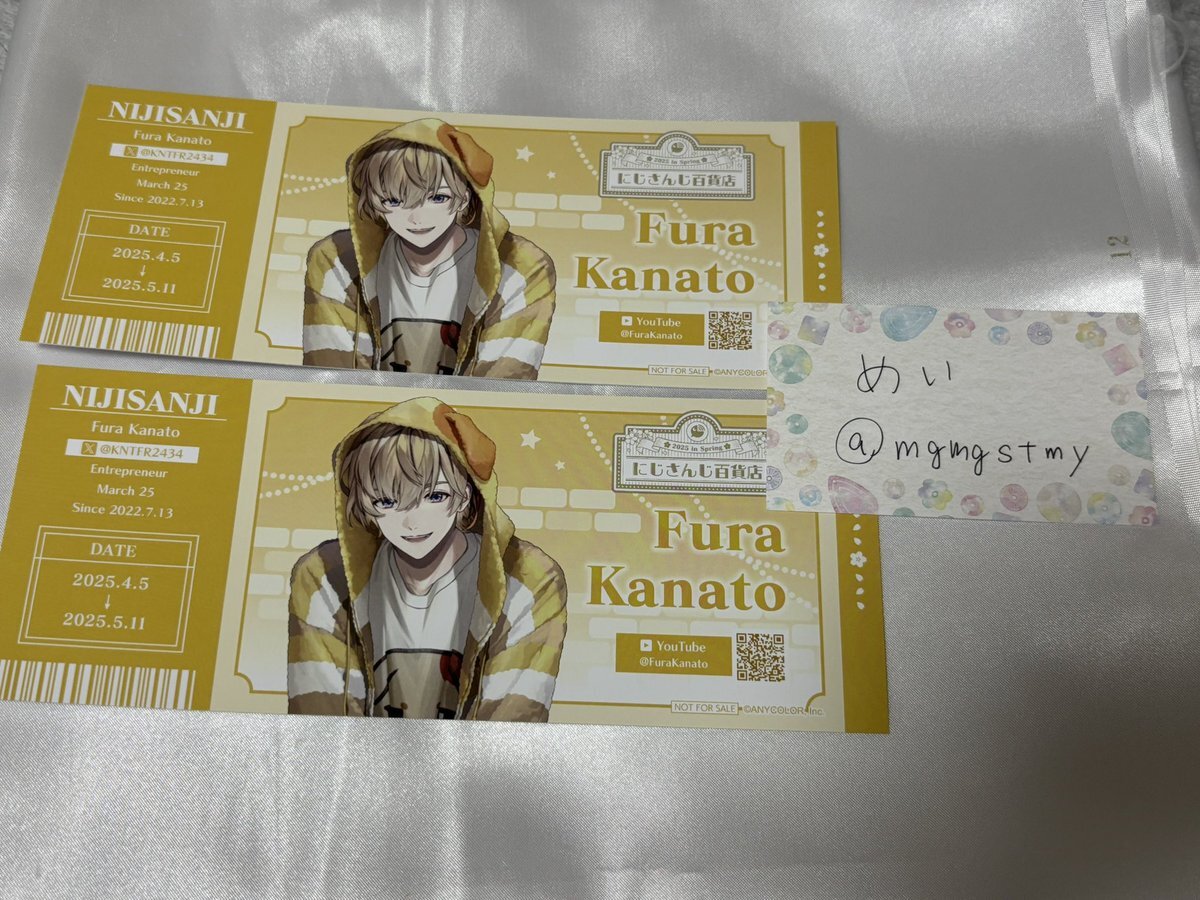 NIJISANJI
Fura Kanato
@KNTFR2434
Entrepreneur
March 25
Since 2022.7.13
DATE
2025.4.5
↓
2025.5.11
2025 in Spring
にじさんじ百貨店
Fura
Kanato
YouTube
@FuraKanato
NOT FOR SALE ©ANYCOLOR
NIJISANJI
Fura Kanato
@KNTFR2434
Entrepreneur
March 25
Since 2022.7.13
DATE
2025.4.5
↓
2025.5.11
2025 in Spring
にじさんじ百貨店
Fura
Kanato
YouTube
@FuraKanato
NOT FOR SALE ©ANYCOLOR, Inc.
めい
@mgmgstmy
12